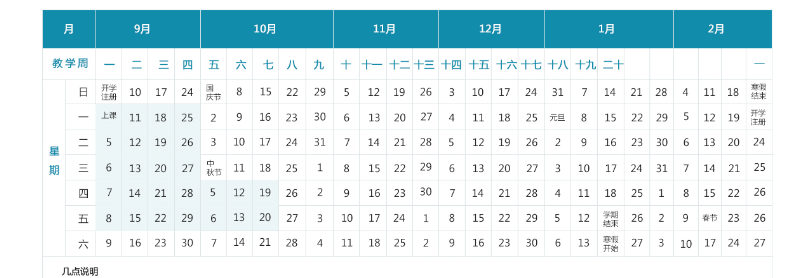 月 9月 10月 11月 12月 1月 2月
教学周 一 二 三 四 五 六 七 八 九 十 十一 十二 十三 十四 十五 十六 十七 十八 十九 二十 一
日 开学注册 10 17 24 国庆节 8 15 22 29 5 12 19 26 3 10 17 24 31 7 14 21 28 4 11 18 寒假结束
一 上课 11 18 25 2 9 16 23 30 6 13 20 27 4 11 18 25 元旦 8 15 22 29 5 12 19 开学注册
星期
二 5 12 19 26 3 10 17 24 31 7 14 21 28 5 12 19 26 2 9 16 23 30 6 13 20 24
三 6 13 20 27 中秋节 11 18 25 1 8 15 22 29 6 13 20 27 3 10 17 24 31 7 14 21 25
四 7 14 21 28 5 12 19 26 2 9 16 23 30 7 14 21 28 4 11 18 25 1 8 15 22 26
五 8 15 22 29 6 13 20 27 3 10 17 24 1 8 15 22 29 5 12 学期结束 26 2 9 春节 23 26
六 9 16 23 30 7 14 21 28 4 11 18 25 2 9 16 23 30 6 13 寒假开始 27 3 10 17 24 27
几点说明